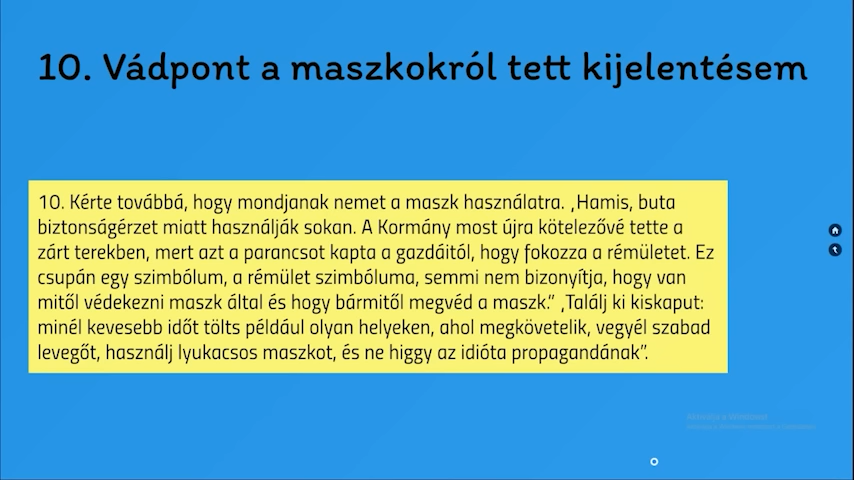 10. Vádpont a maszkokról tett kijelentésem
10. Kérte továbbá, hogy mondjanak nemet a maszk használatra. „Hamis, buta
biztonságérzet miatt használják sokan. A Kormány most újra kötelezővé tette a
zárt terekben, mert azt a parancsot kapta a gazdáitól, hogy fokozza a rémületet. Ez
csupán egy szimbólum, a rémület szimbóluma, semmi nem bizonyítja, hogy van
mitől védekezni maszk által és hogy bármitől megvéd a maszk.” „Találj ki kiskaput:
minél kevesebb időt tölts például olyan helyeken, ahol megkövetelik, vegyél szabad
levegőt, használj lyukacsos maszkot, és ne higgy az idióta propagandának”.